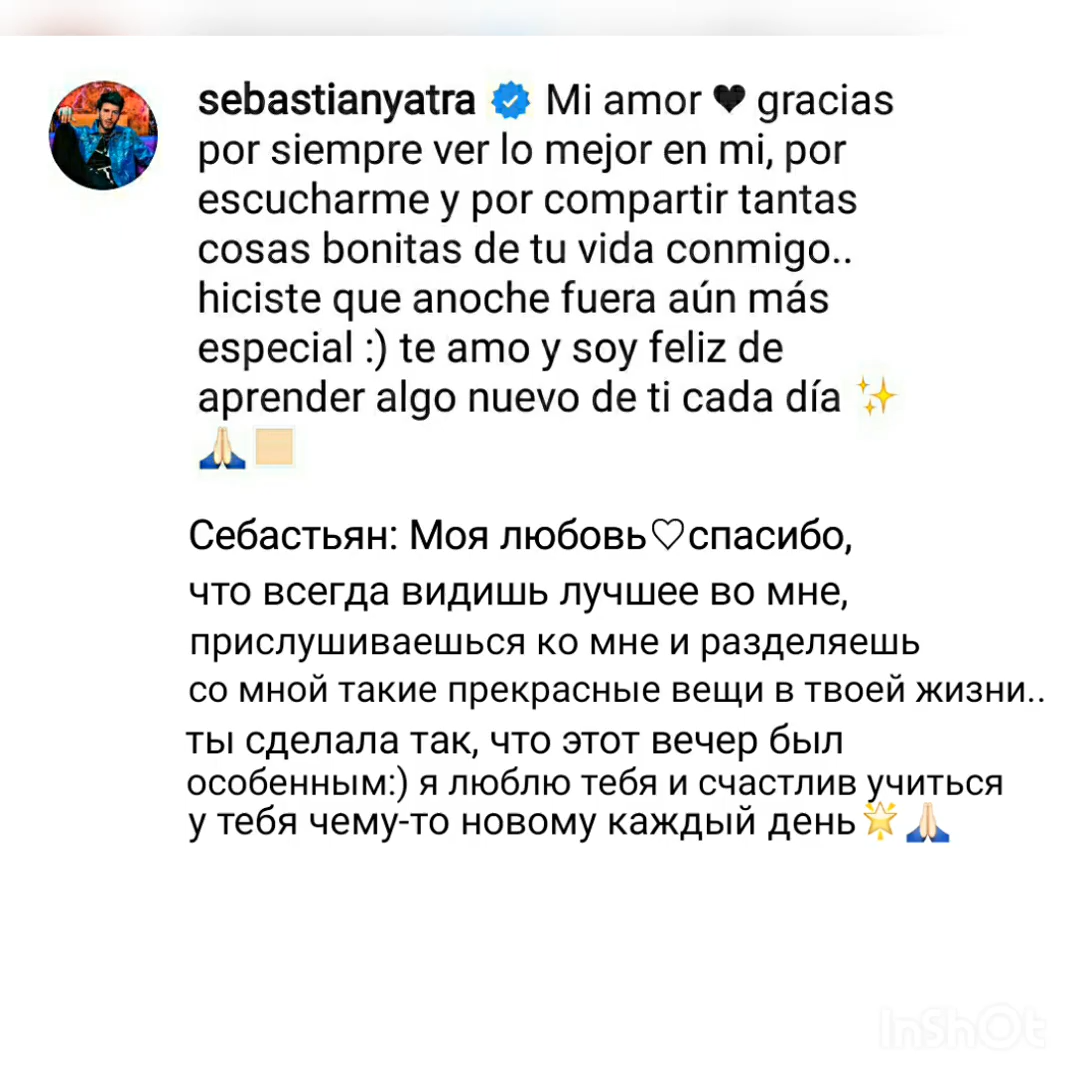 sebastianyatra Mi amor ♥ gracias
por siempre ver lo mejor en mi, por
escucharme y por compartir tantas
cosas bonitas de tu vida conmigo..
hiciste que anoche fuera aún más
especial :) te amo y soy feliz de
aprender algo nuevo de ti cada día ✨
🙏🏻
Себастьян: Моя любовь♡спасибо,
что всегда видишь лучшее во мне,
прислушиваешься ко мне и разделяешь
со мной такие прекрасные вещи в твоей жизни..
ты сделала так, что этот вечер был
особенным:) я люблю тебя и счастлив учиться
у тебя чему-то новому каждый день🌟🙏🏻
InShOt